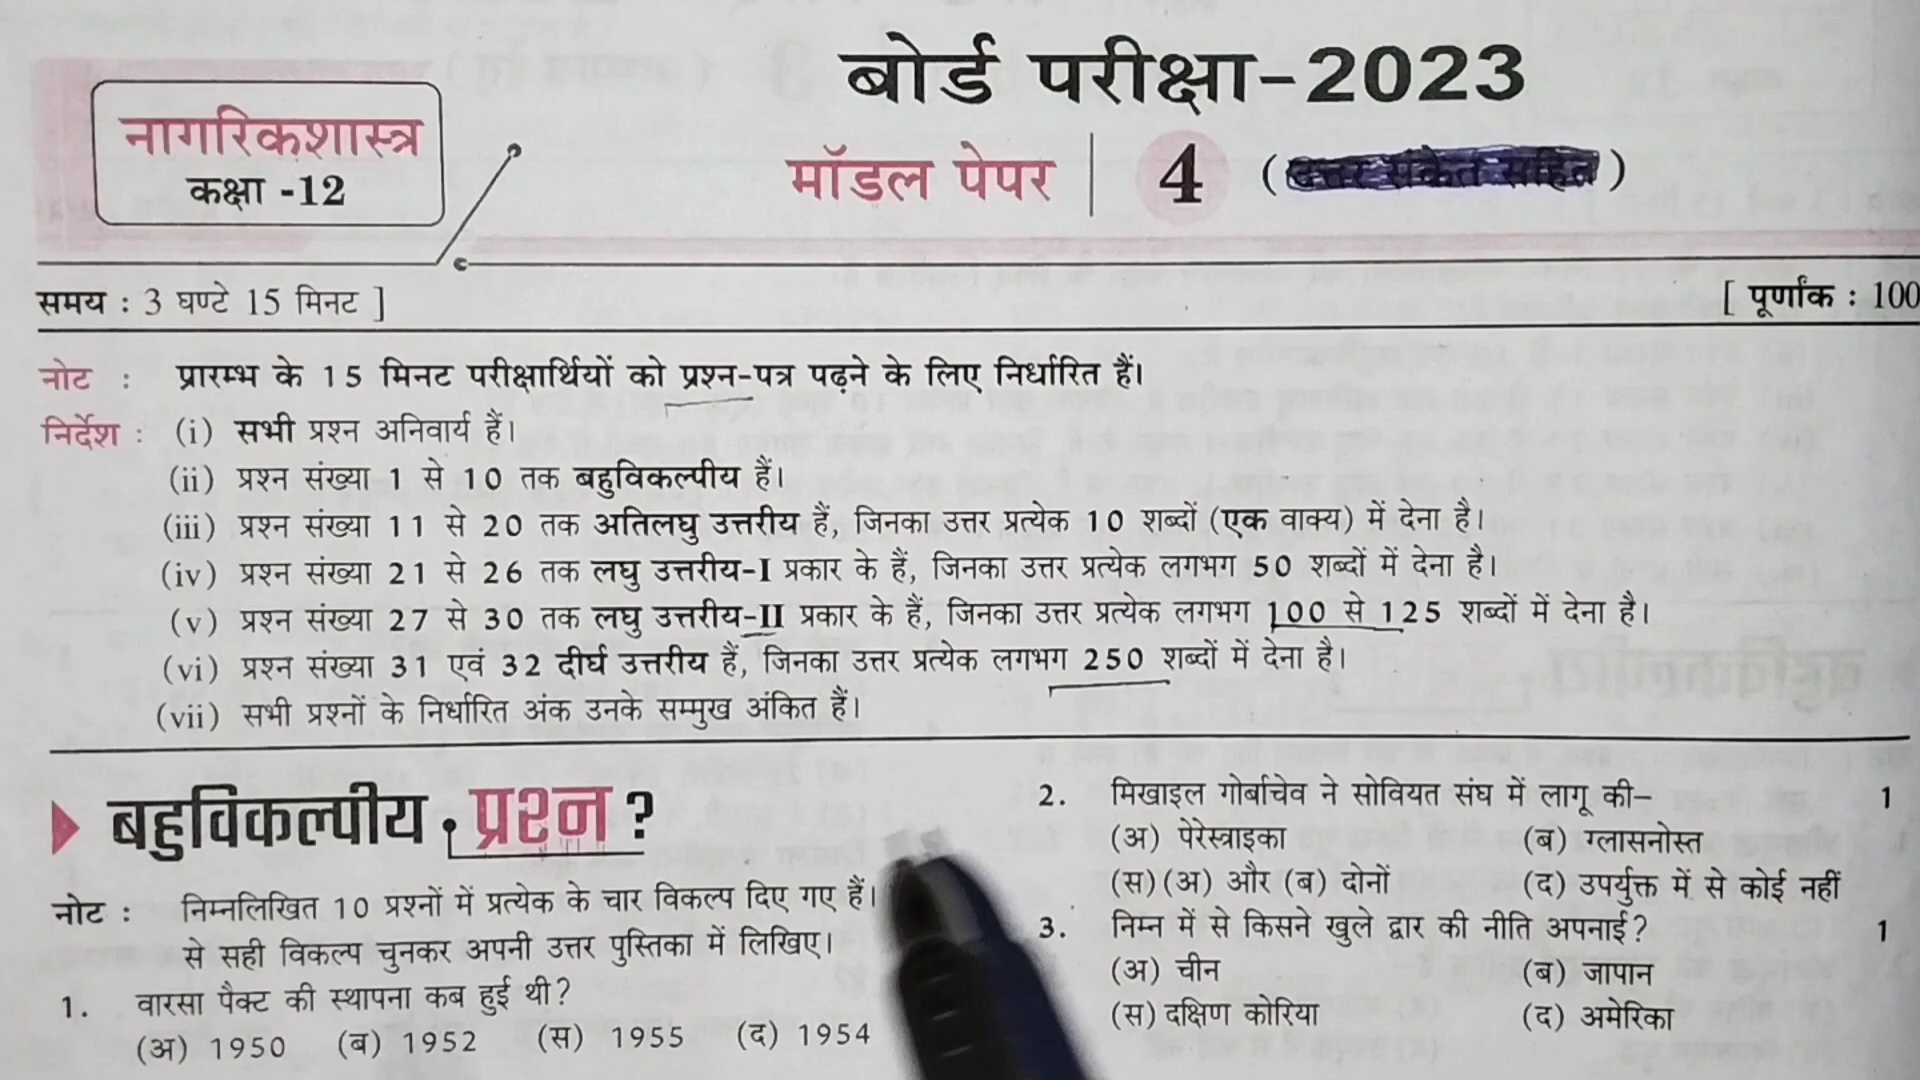 बोर्ड परीक्षा-2023
नागरिकशास्त्र
कक्षा -12
मॉडल पेपर | 4 (उत्तर संकेत सहित)
समय : 3 घण्टे 15 मिनट ]
[ पूर्णांक : 100
नोट : प्रारम्भ के 15 मिनट परीक्षार्थियों को प्रश्न-पत्र पढ़ने के लिए निर्धारित हैं।
निर्देश : (i) सभी प्रश्न अनिवार्य हैं।
(ii) प्रश्न संख्या 1 से 10 तक बहुविकल्पीय हैं।
(iii) प्रश्न संख्या 11 से 20 तक अतिलघु उत्तरीय हैं, जिनका उत्तर प्रत्येक 10 शब्दों (एक वाक्य) में देना है।
(iv) प्रश्न संख्या 21 से 26 तक लघु उत्तरीय-I प्रकार के हैं, जिनका उत्तर प्रत्येक लगभग 50 शब्दों में देना है।
(v) प्रश्न संख्या 27 से 30 तक लघु उत्तरीय-II प्रकार के हैं, जिनका उत्तर प्रत्येक लगभग 100 से 125 शब्दों में देना है।
(vi) प्रश्न संख्या 31 एवं 32 दीर्घ उत्तरीय हैं, जिनका उत्तर प्रत्येक लगभग 250 शब्दों में देना है।
(vii) सभी प्रश्नों के निर्धारित अंक उनके सम्मुख अंकित हैं।
बहुविकल्पीय प्रश्न?
नोट : निम्नलिखित 10 प्रश्नों में प्रत्येक के चार विकल्प दिए गए हैं।
से सही विकल्प चुनकर अपनी उत्तर पुस्तिका में लिखिए।
1. वारसा पैक्ट की स्थापना कब हुई थी?
(अ) 1950 (ब) 1952 (स) 1955 (द) 1954
2. मिखाइल गोर्बाचेव ने सोवियत संघ में लागू की– 1
(अ) पेरेस्त्राइका (ब) ग्लासनोस्त
(स) (अ) और (ब) दोनों (द) उपर्युक्त में से कोई नहीं
3. निम्न में से किसने खुले द्वार की नीति अपनाई? 1
(अ) चीन (ब) जापान
(स) दक्षिण कोरिया (द) अमेरिका